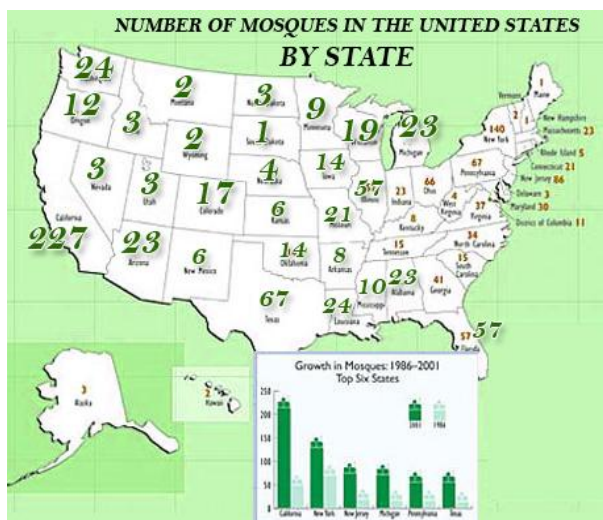 NUMBER OF MOSQUES IN THE UNITED STATES
BY STATE
24
12
Oregon
2
Montana
3
3
North Dakota
9
Minnesota
19
23
Michigan
1
Maine
Vermont
2
1
New Hampshire
Massachusetts 23
140
New York
Rhode Island 5
Connecticut 21
New Jersey 86
Delaware 3
Maryland 30
District of Columbia 11
2
Wyoming
1
South Dakota
4
14
Iowa
57
Illinois
23
Indiana
66
Ohio
67
Pennsylvania
4
West Virginia
37
Virginia
3
Nevada
3
Utah
17
Colorado
6
Kansas
21
8
Kentucky
California
227
23
Arizona
6
New Mexico
14
Oklahoma
8
Arkansas
15
Tennessee
34
North Carolina
15
South Carolina
67
Texas
24
Louisiana
10
Mississippi
23
Alabama
41
Georgia
57 57
Florida
3
Alaska
2
Hawaii
Growth in Mosques: 1986–2001
Top Six States
250
200
150
100
50
0
2001 1986
California New York New Jersey Michigan Pennsylvania Texas